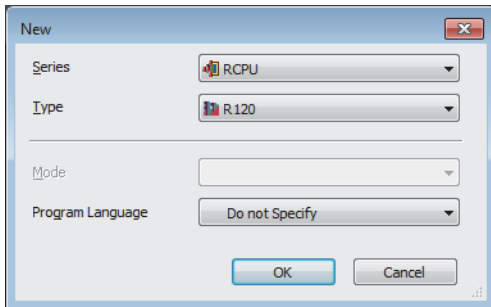 New
Series RCPU
Type R120
Mode
Program Language Do not Specify
OK Cancel